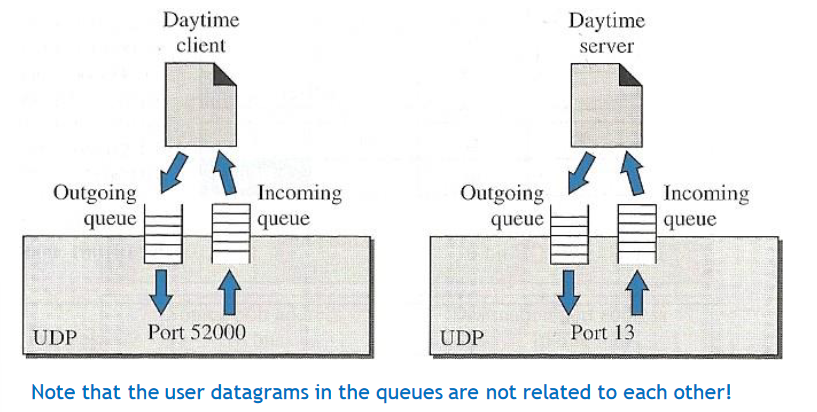 Daytime
client
Daytime
server
Outgoing
queue
Incoming
queue
Outgoing
queue
Incoming
queue
UDP
Port 52000
UDP
Port 13
Note that the user datagrams in the queues are not related to each other!